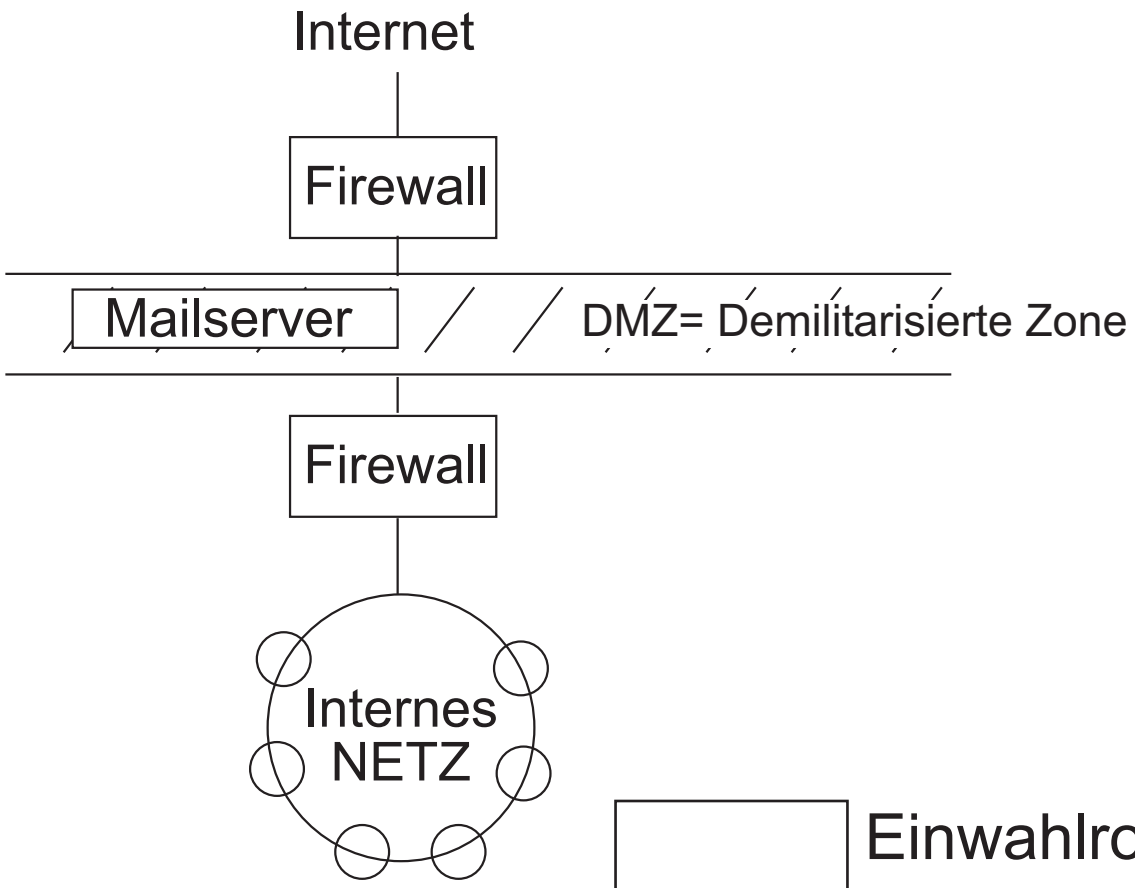 Internet
Firewall
Mailserver
DMZ= Demilitarisierte Zone
Firewall
Internes
NETZ